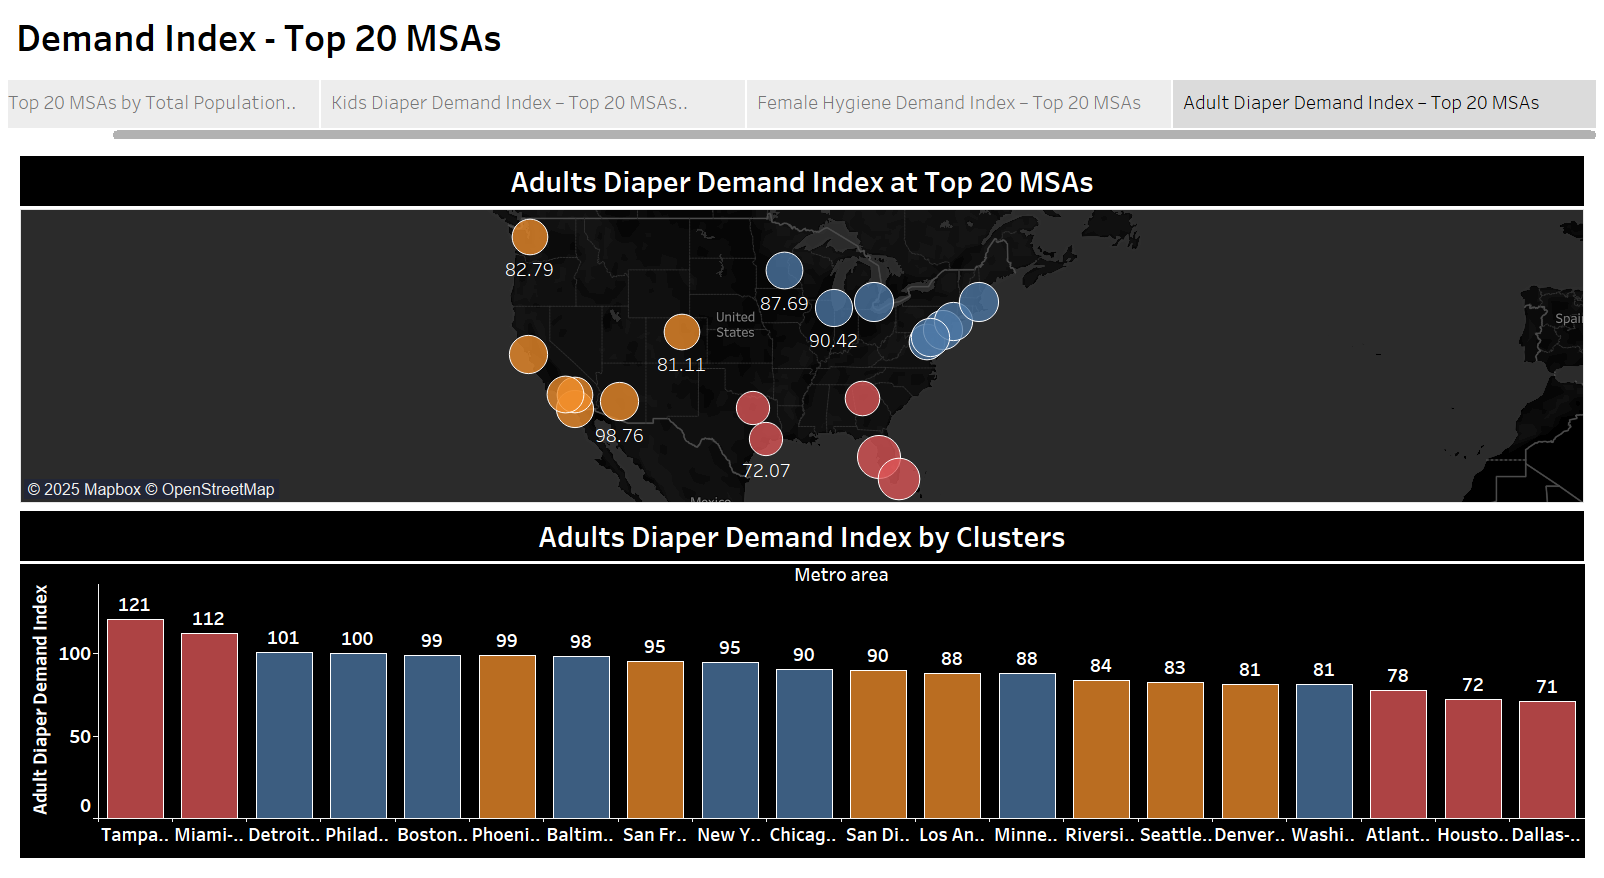 Demand Index - Top 20 MSAs
Top 20 MSAs by Total Population..
Kids Diaper Demand Index – Top 20 MSAs..
Female Hygiene Demand Index – Top 20 MSAs
Adult Diaper Demand Index – Top 20 MSAs
Adults Diaper Demand Index at Top 20 MSAs
82.79
87.69
United
States
Spai
90.42
81.11
98.76
72.07
© 2025 Mapbox © OpenStreetMap
Mexico
Adults Diaper Demand Index by Clusters
Metro area
Adult Diaper Demand Index
100
50
0
121
112
101
100
99
99
98
95
95
90
90
88
88
84
83
81
81
78
72
71
Tampa..
Miami-..
Detroit..
Philad..
Boston..
Phoeni..
Baltim..
San Fr..
New Y..
Chicag..
San Di..
Los An..
Minne..
Riversi..
Seattle..
Denver..
Washi..
Atlant..
Housto..
Dallas-..